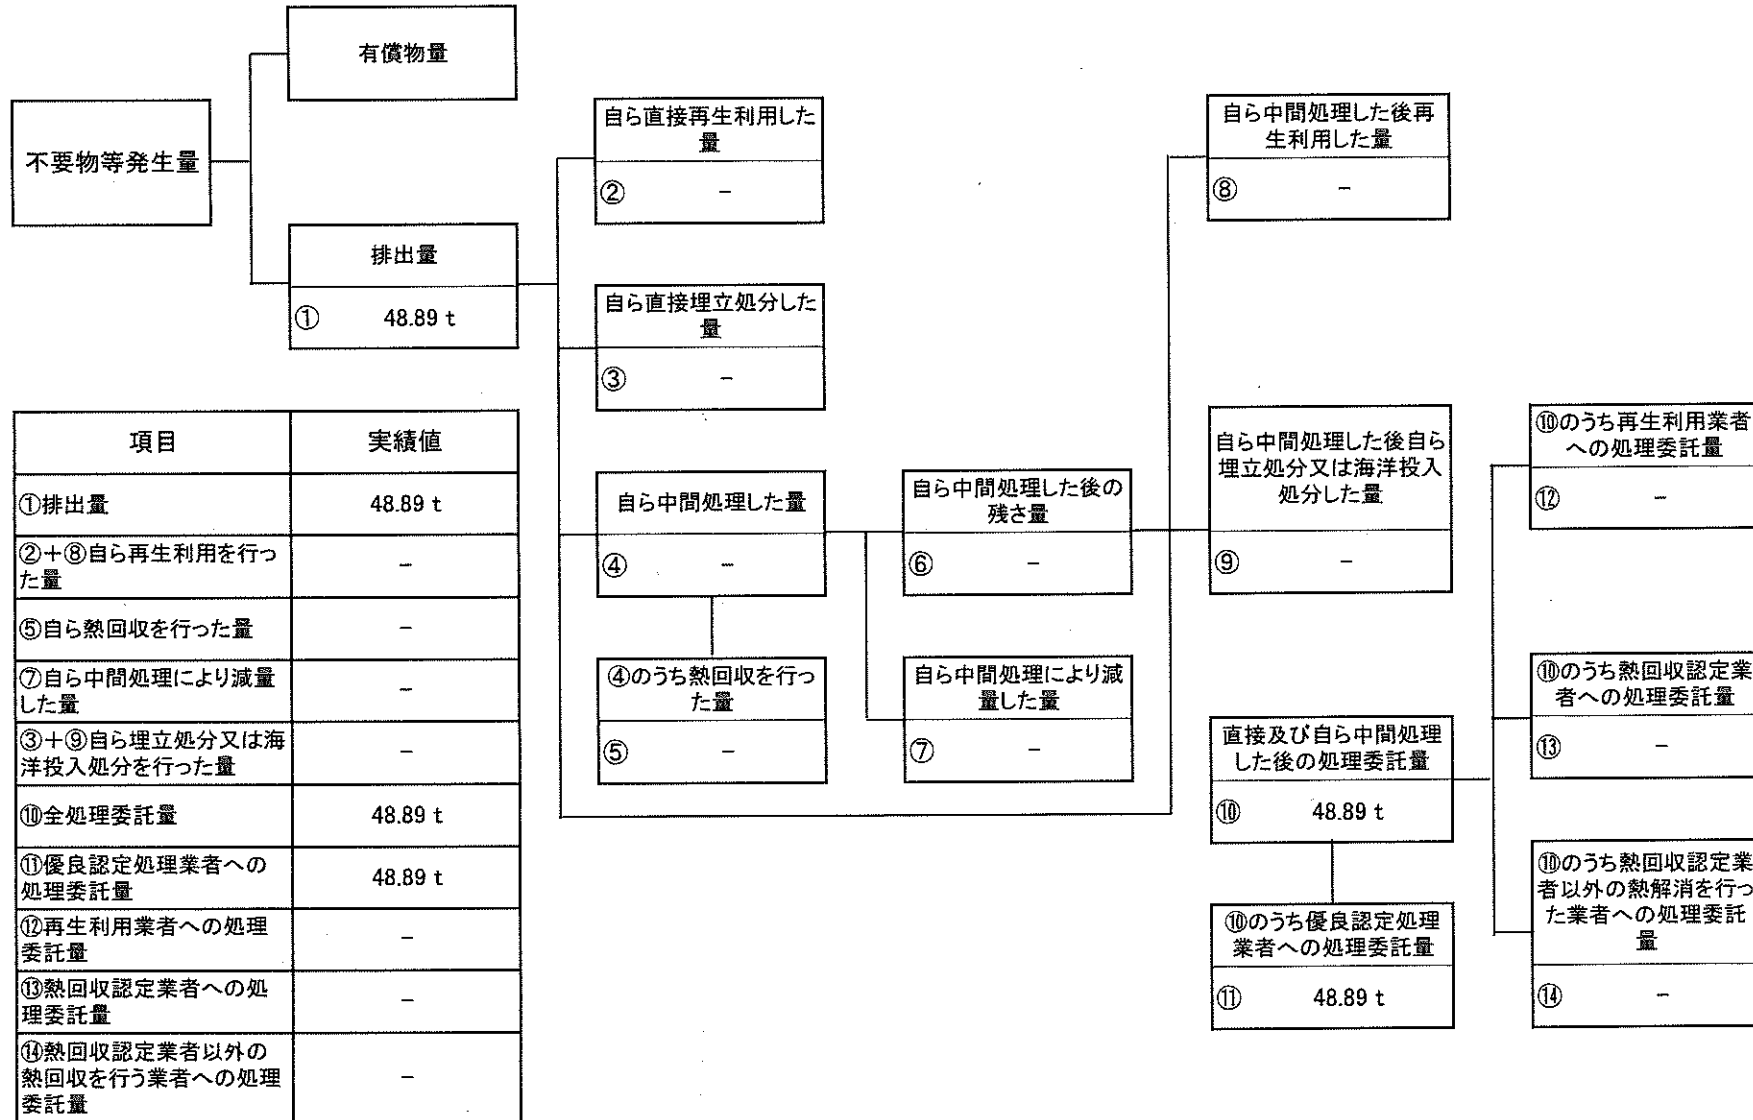 有償物量
不要物等発生量
排出量
① 48.89 t
自ら直接再生利用した
量
② －
自ら直接埋立処分した
量
③ －
自ら中間処理した量
④ －
④のうち熱回収を行っ
た量
⑤ －
自ら中間処理した後の
残さ量
⑥ －
自ら中間処理により減
量した量
⑦ －
自ら中間処理した後再
生利用した量
⑧ －
自ら中間処理した後自ら
埋立処分又は海洋投入
処分した量
⑨ －
直接及び自ら中間処理
した後の処理委託量
⑩ 48.89 t
⑩のうち優良認定処理
業者への処理委託量
⑪ 48.89 t
⑩のうち再生利用業者
への処理委託量
⑫ －
⑩のうち熱回収認定業
者への処理委託量
⑬ －
⑩のうち熱回収認定業
者以外の熱解消を行っ
た業者への処理委託
量
⑭ －
項目 実績値
①排出量 48.89 t
②＋⑧自ら再生利用を行っ
た量 －
⑤自ら熱回収を行った量 －
⑦自ら中間処理により減量
した量 －
③＋⑨自ら埋立処分又は海
洋投入処分を行った量 －
⑩全処理委託量 48.89 t
⑪優良認定処理業者への
処理委託量 48.89 t
⑫再生利用業者への処理
委託量 －
⑬熱回収認定業者への処
理委託量 －
⑭熱回収認定業者以外の
熱回収を行う業者への処理
委託量 －